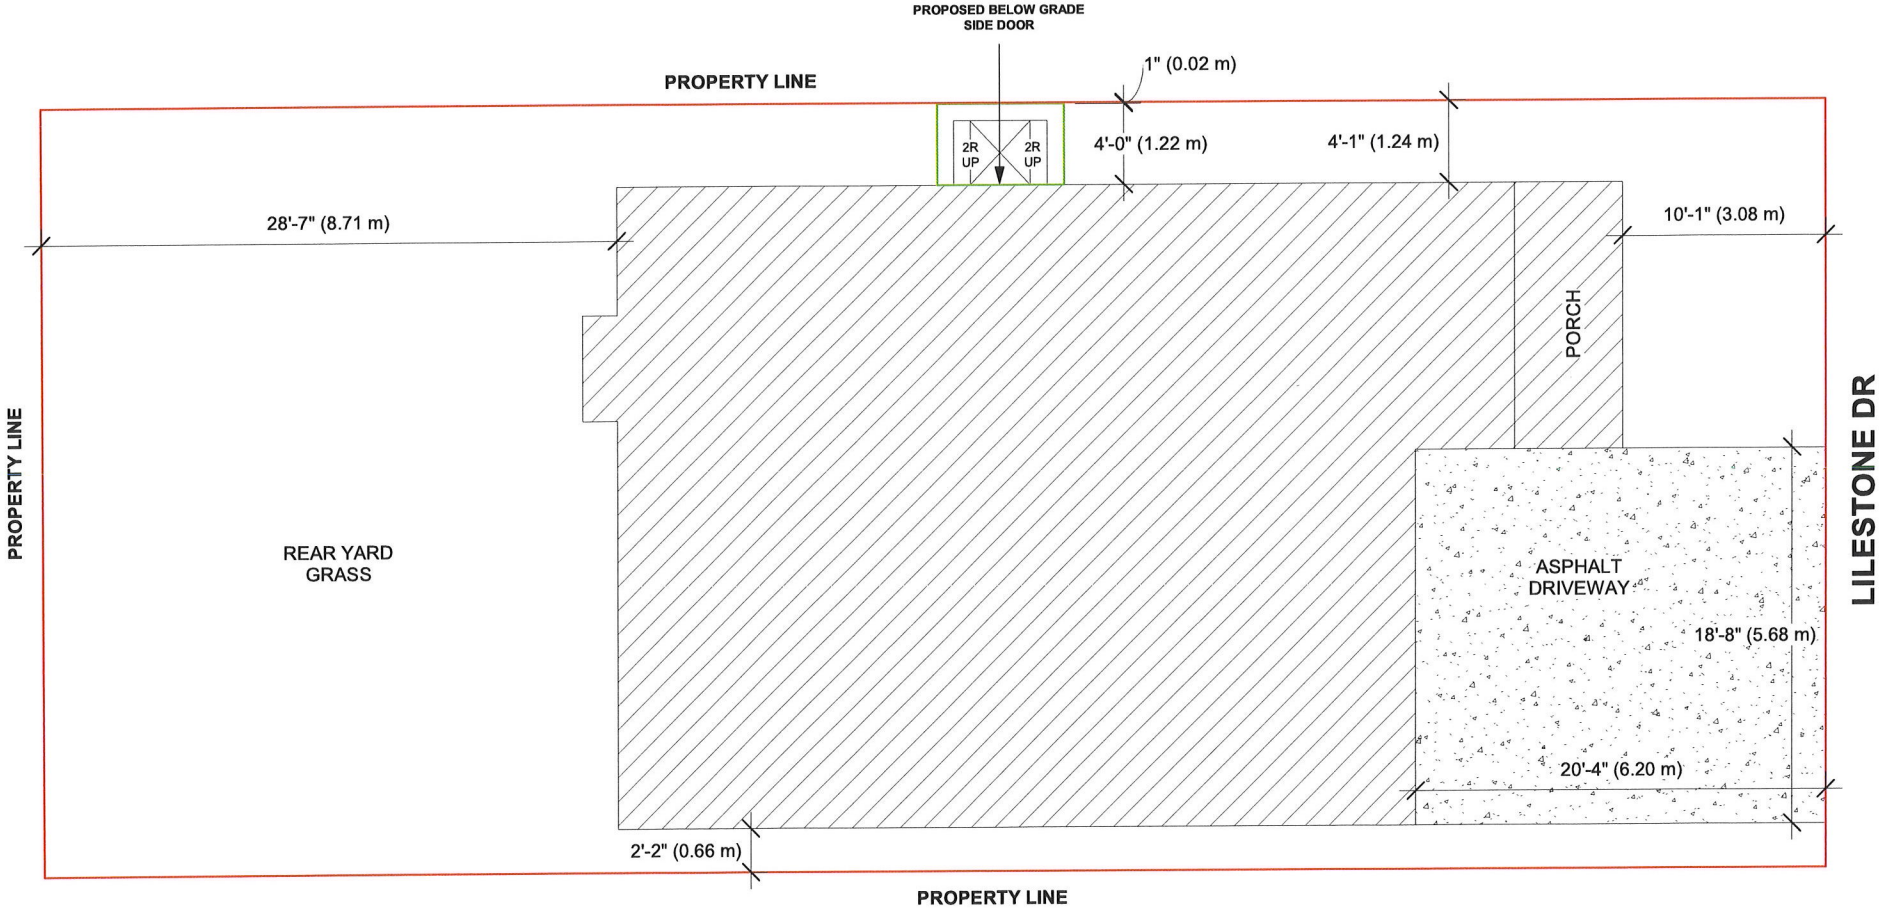 PROPOSED BELOW GRADE
SIDE DOOR
1" (0.02 m)
PROPERTY LINE
2R
UP
2R
UP
4'-0" (1.22 m)
4'-1" (1.24 m)
28'-7" (8.71 m)
10'-1" (3.08 m)
PORCH
PROPERTY LINE
LILESTONE DR
REAR YARD
GRASS
ASPHALT
DRIVEWAY
18'-8" (5.68 m)
20'-4" (6.20 m)
2'-2" (0.66 m)
PROPERTY LINE